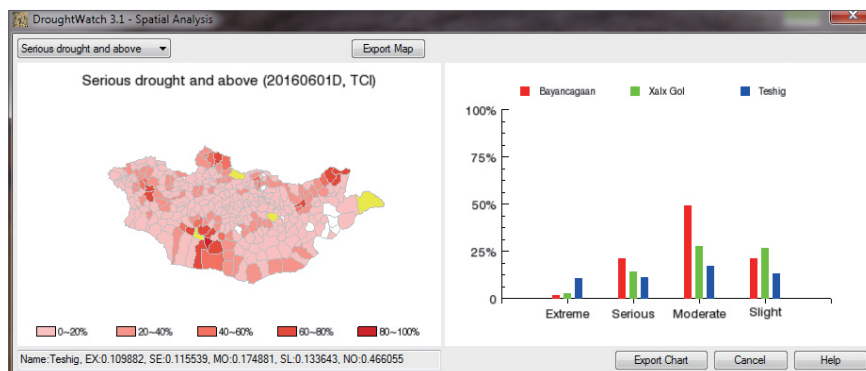 DroughtWatch 3.1 - Spatial Analysis
Serious drought and above
Export Map
Serious drought and above (20160601D, TCI)
0~20%
20~40%
40~60%
60~80%
80~100%
Name:Teshig, EX:0.109882, SE:0.115539, MO:0.174881, SL:0.133643, NO:0.466055
Bayancagaan
Xalx Gol
Teshig
100%
75%
50%
25%
0
Extreme
Serious
Moderate
Slight
Export Chart
Cancel
Help